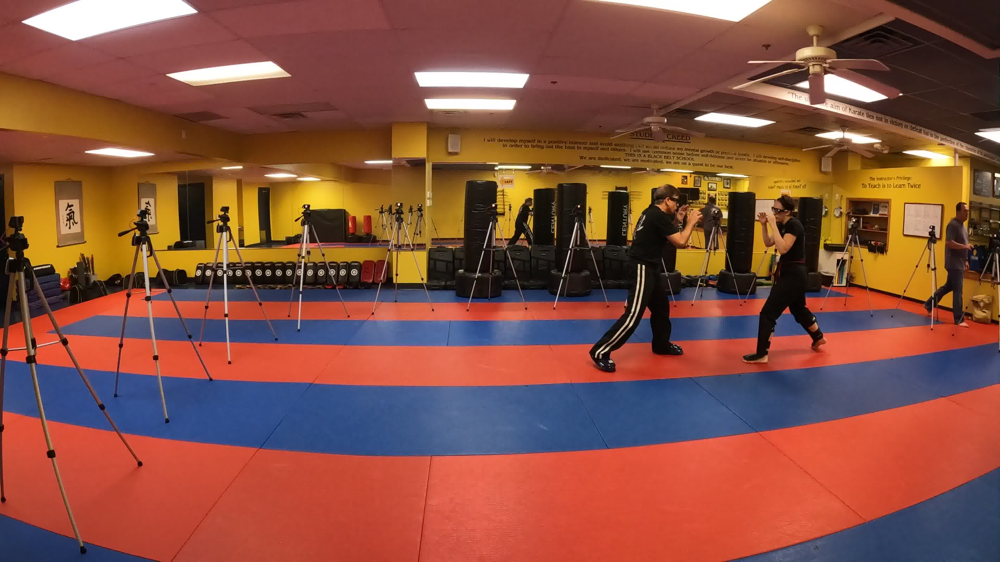 "The ul ate aim of Karate lies not in victory or defeat but in the perfection of the character of
STUDE CREED
I will develop myself in a positive manner and avoid anything that would reduce my mental growth or physical health. I will develop self-discipline
in order to bring out the best in myself and others. I will use common sense before self-defense and never be abusive or offensive.
THIS IS A BLACK BELT SCHOOL
We are dedicated, we are motivated, we are on a quest to be our best.
The Instructor's Privilege:
To Teach is to Learn Twice
LEFT
氣
氣
CENTURY
CENTURY